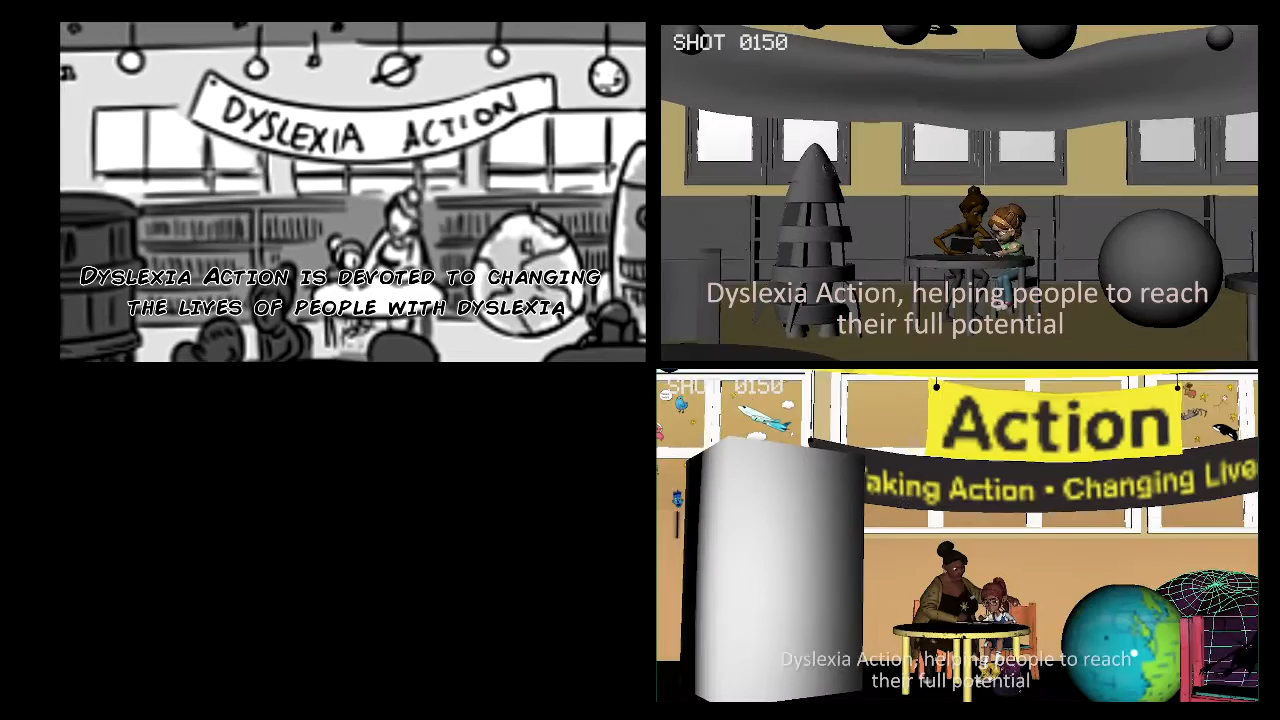 DYSLEXIA ACTION
DYSLEXIA ACTION IS DEVOTED TO CHANGING
THE LIVES OF PEOPLE WITH DYSLEXIA
SHOT 0150
Dyslexia Action, helping people to reach
their full potential
SHOT 0150
Action
aking Action • Changing Live
Dyslexia Action, helping people to reach
their full potential